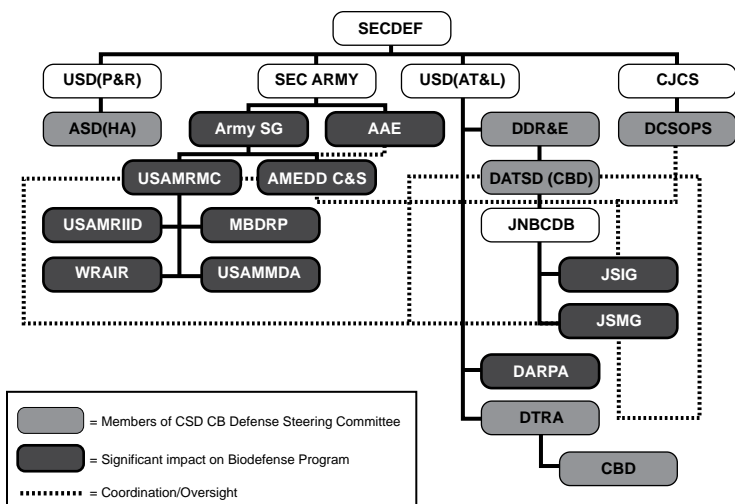 SECDEF
USD(P&R)
SEC ARMY
USD(AT&L)
CJCS
ASD(HA)
Army SG
AAE
DDR&E
DCSOPS
USAMRMC
AMEDD C&S
DATSD (CBD)
USAMRIID
MBDRP
JNBCDB
WRAIR
USAMMDA
JSIG
JSMG
DARPA
DTRA
CBD
= Members of CSD CB Defense Steering Committee
= Significant impact on Biodefense Program
= Coordination/Oversight